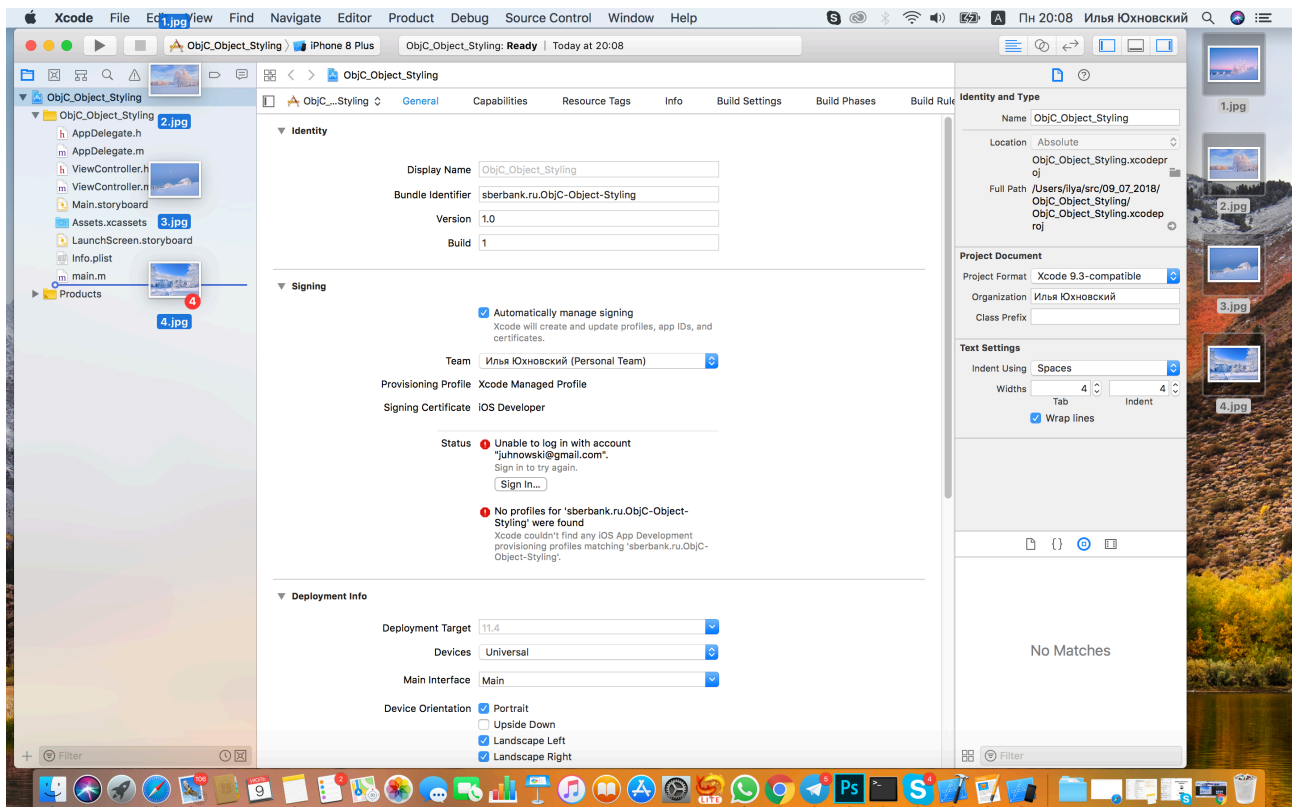 Xcode File Ed View Find Navigate Editor Product Debug Source Control Window Help
Пн 20:08 Илья Юхновский
1.jpg
ObjC_Object_Styling iPhone 8 Plus
ObjC_Object_Styling: Ready | Today at 20:08
ObjC_Object_Styling
ObjC_Object_Styling
ObjC_Object_Styling
AppDelegate.h
AppDelegate.m
ViewController.h
ViewController.m
Main.storyboard
Assets.xcassets
LaunchScreen.storyboard
Info.plist
main.m
Products
2.jpg
3.jpg
4
4.jpg
Filter
ObjC_...Styling General Capabilities Resource Tags Info Build Settings Build Phases Build Rule
Identity
Display Name ObjC_Object_Styling
Bundle Identifier sberbank.ru.ObjC-Object-Styling
Version 1.0
Build 1
Signing
Automatically manage signing
Xcode will create and update profiles, app IDs, and
certificates.
Team Илья Юхновский (Personal Team)
Provisioning Profile Xcode Managed Profile
Signing Certificate iOS Developer
Status Unable to log in with account
"juhnowski@gmail.com".
Sign in to try again.
Sign In...
No profiles for 'sberbank.ru.ObjC-Object-
Styling' were found
Xcode couldn't find any iOS App Development
provisioning profiles matching 'sberbank.ru.ObjC-
Object-Styling'.
Deployment Info
Deployment Target 11.4
Devices Universal
Main Interface Main
Device Orientation Portrait
Upside Down
Landscape Left
Landscape Right
Identity and Type
Name ObjC_Object_Styling
Location Absolute
ObjC_Object_Styling.xcodepr
oj
Full Path /Users/ilya/src/09_07_2018/
ObjC_Object_Styling/
ObjC_Object_Styling.xcodep
roj
Project Document
Project Format Xcode 9.3-compatible
Organization Илья Юхновский
Class Prefix
Text Settings
Indent Using Spaces
Widths 4 4
Tab Indent
Wrap lines
No Matches
Filter
1.jpg
2.jpg
3.jpg
4.jpg
106
ИЮЛЬ
9
2
LITE
5
Ps
4